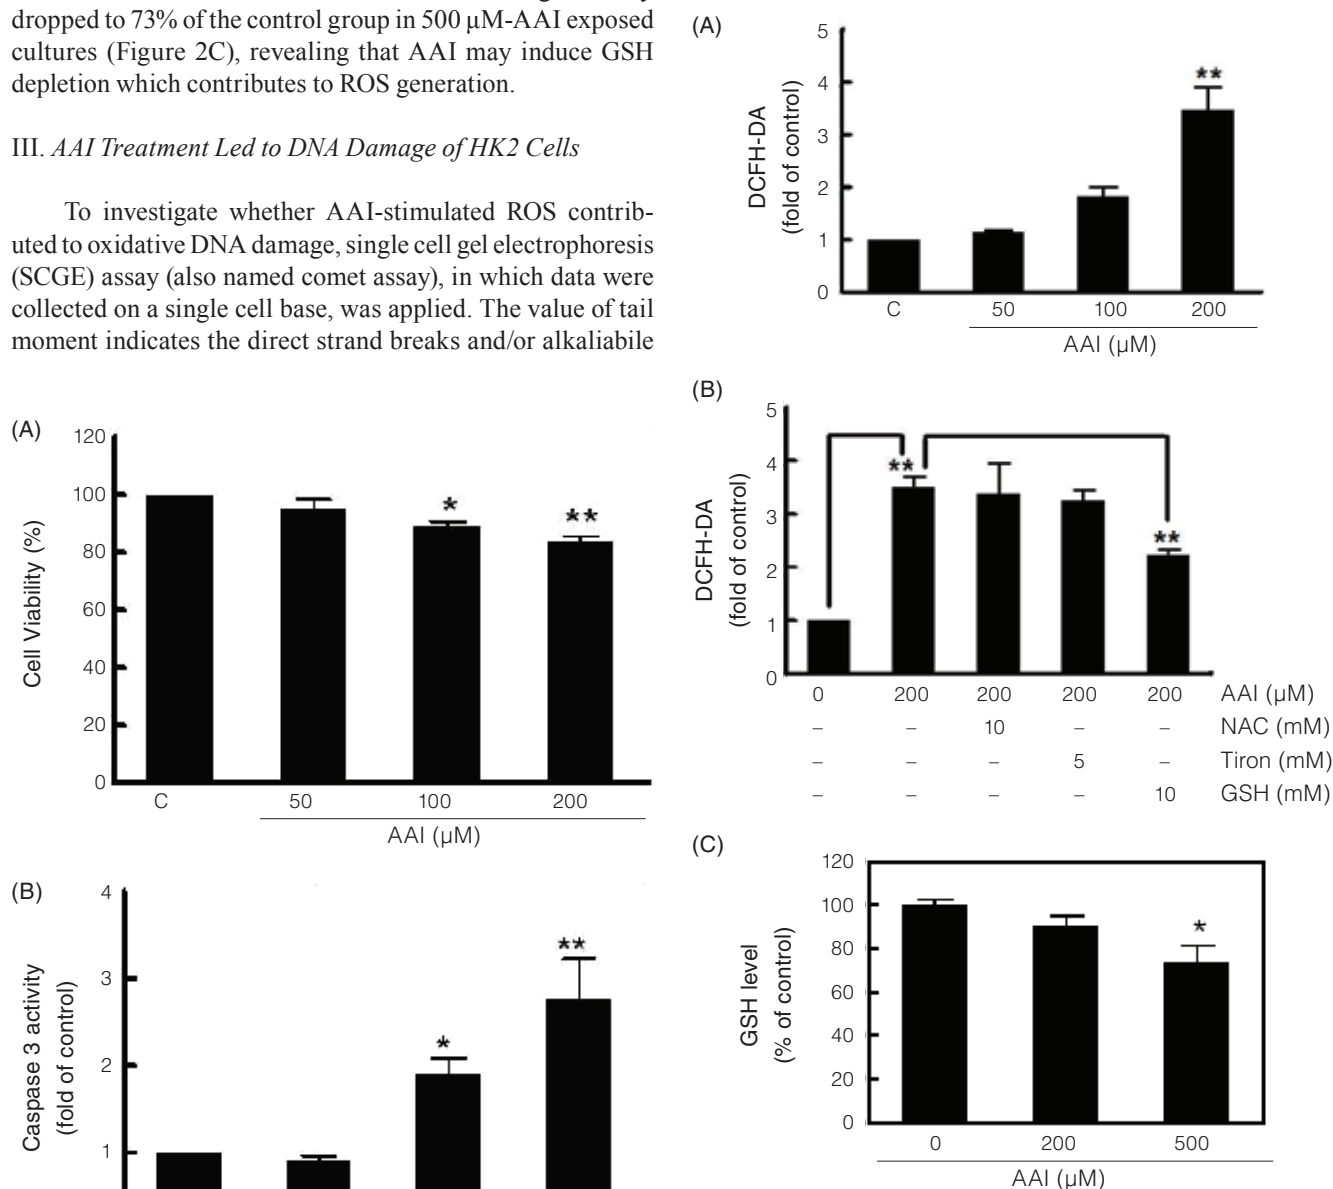 dropped to 73% of the control group in 500 µM-AAI exposed
cultures (Figure 2C), revealing that AAI may induce GSH
depletion which contributes to ROS generation.
III. AAI Treatment Led to DNA Damage of HK2 Cells
To investigate whether AAI-stimulated ROS contrib-
uted to oxidative DNA damage, single cell gel electrophoresis
(SCGE) assay (also named comet assay), in which data were
collected on a single cell base, was applied. The value of tail
moment indicates the direct strand breaks and/or alkaliabile
(A)
120
100
80
60
40
20
0
Cell Viability (%)
*
**
C 50 100 200
AAI (µM)
(B)
4
3
2
1
Caspase 3 activity
(fold of control)
*
**
(A)
5
4
3
2
1
0
DCFH-DA
(fold of control)
**
C 50 100 200
AAI (µM)
(B)
5
4
3
2
1
0
DCFH-DA
(fold of control)
**
**
0 200 200 200 200 AAI (µM)
– – 10 – – NAC (mM)
– – – 5 – Tiron (mM)
– – – – 10 GSH (mM)
(C)
120
100
80
60
40
20
0
GSH level
(% of control)
*
0 200 500
AAI (µM)